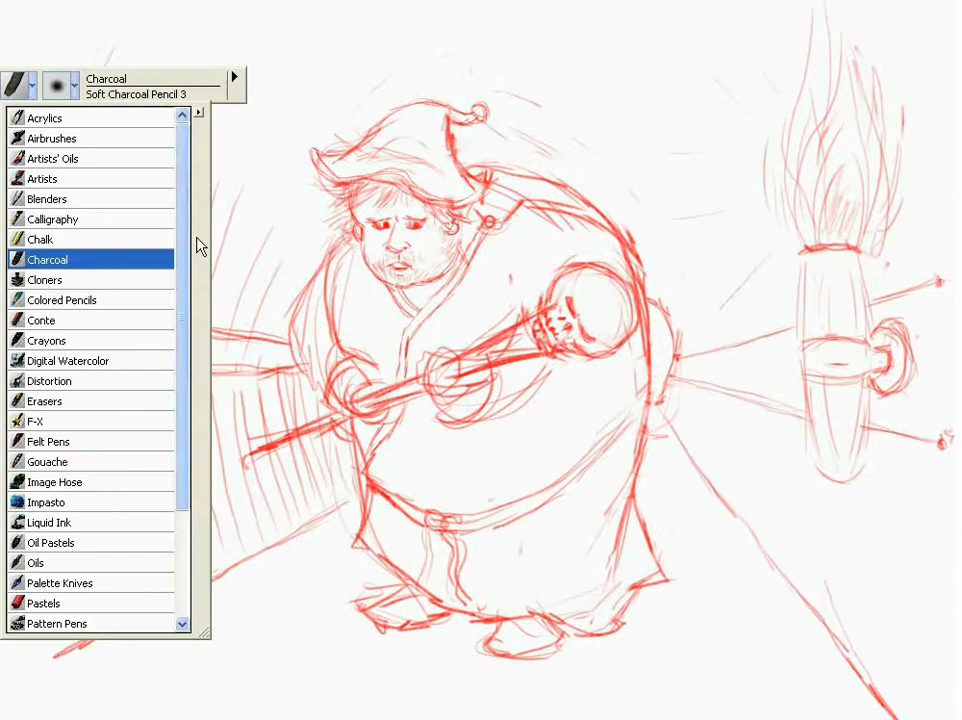 Charcoal
Soft Charcoal Pencil 3
Acrylics
Airbrushes
Artists' Oils
Artists
Blenders
Calligraphy
Chalk
Charcoal
Cloners
Colored Pencils
Conte
Crayons
Digital Watercolor
Distortion
Erasers
F-X
Felt Pens
Gouache
Image Hose
Impasto
Liquid Ink
Oil Pastels
Oils
Palette Knives
Pastels
Pattern Pens